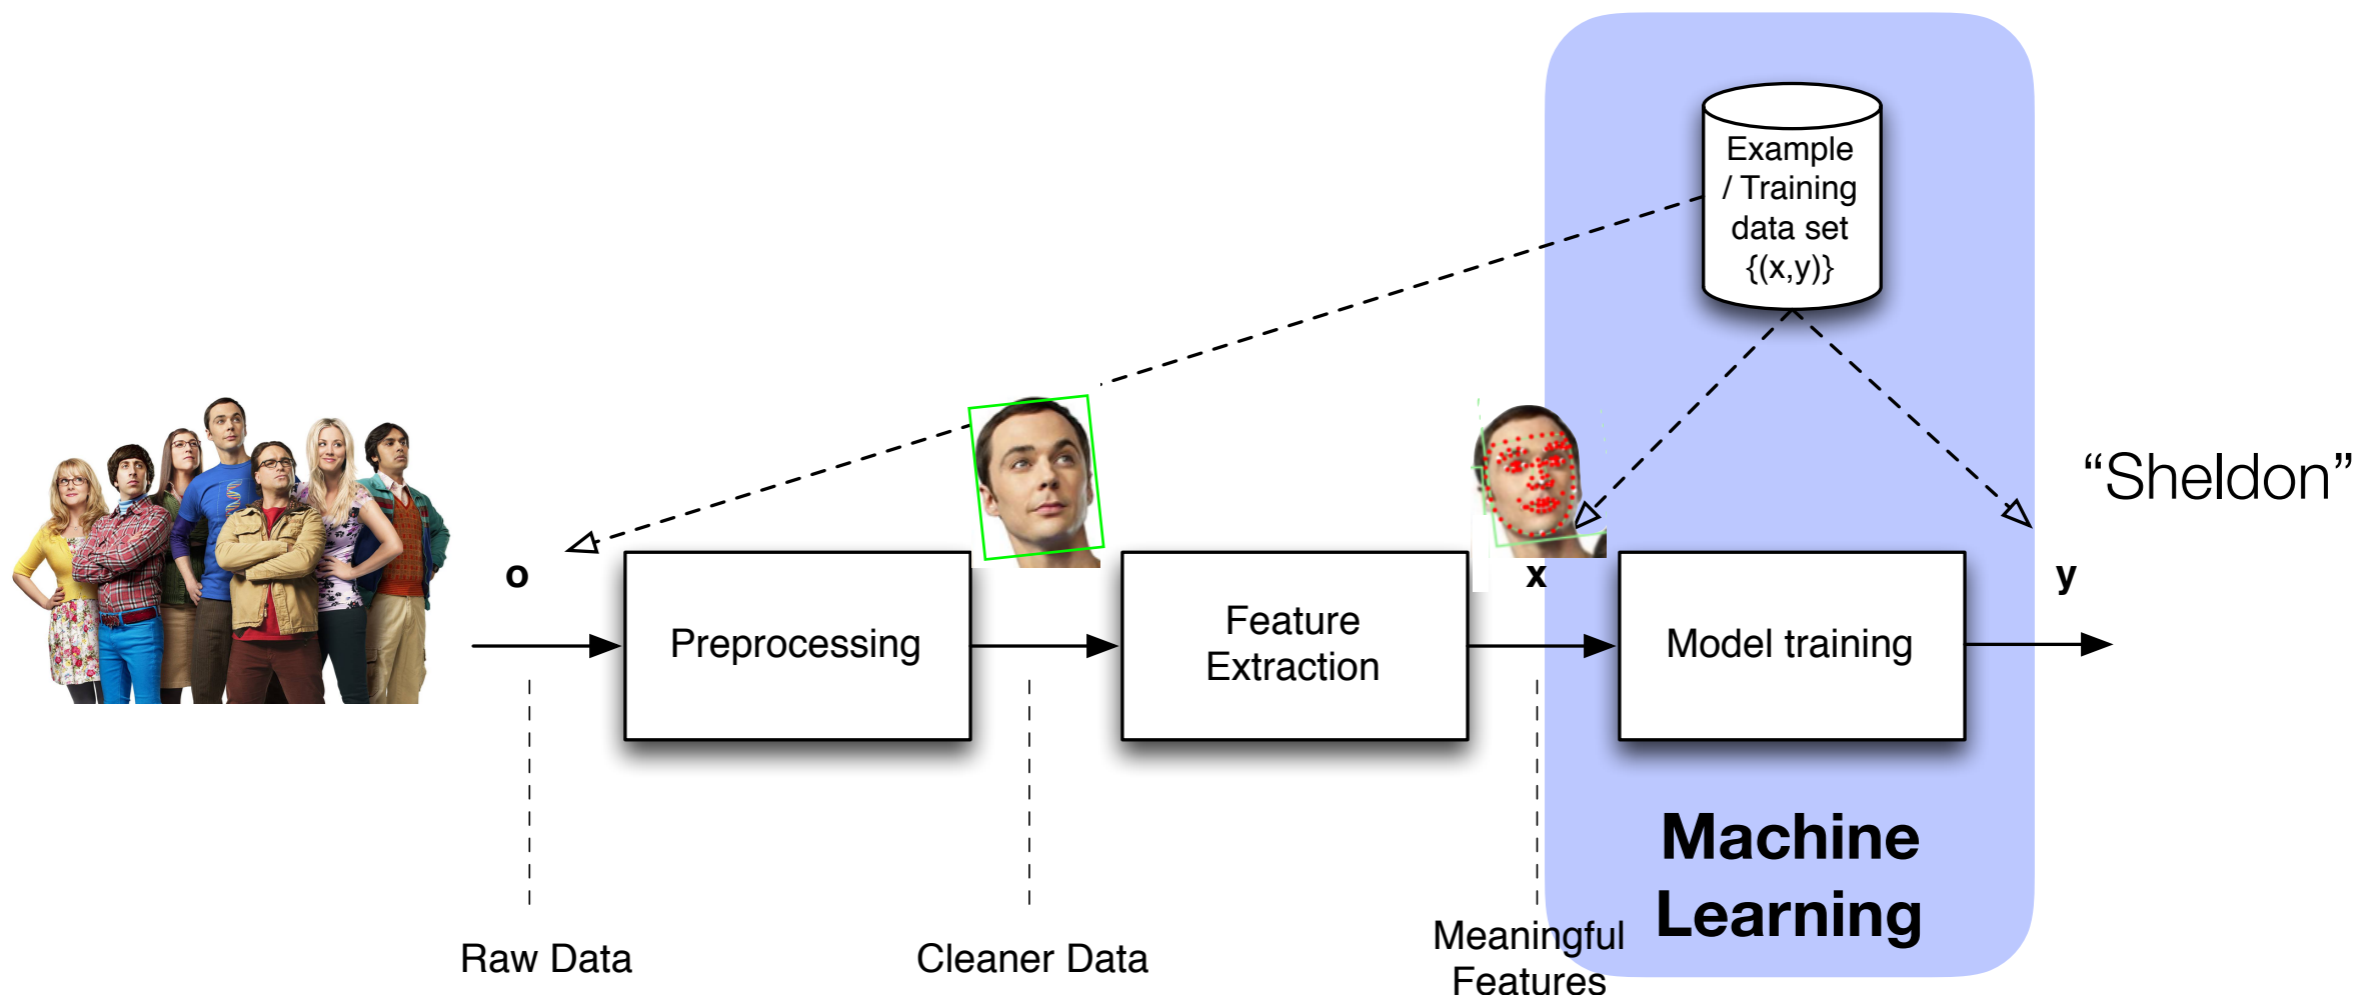 Example
/ Training
data set
{(x,y)}
“Sheldon”
o
x
y
Preprocessing
Feature
Extraction
Model training
Machine
Learning
Raw Data
Cleaner Data
Meaningful
Features